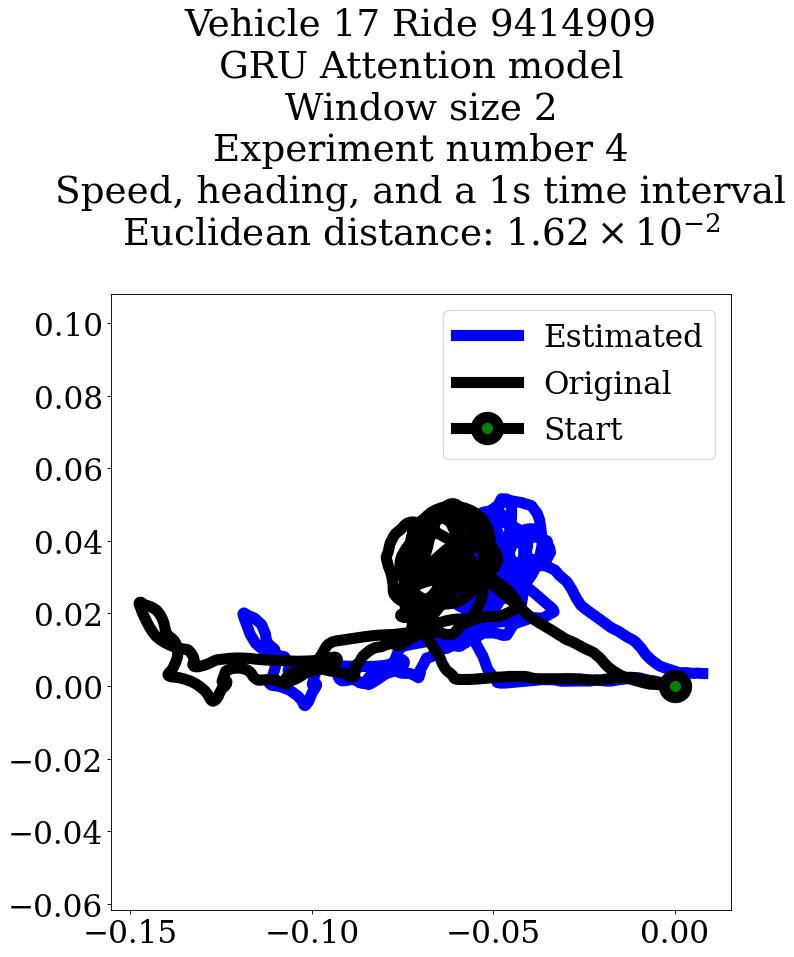 Vehicle 17 Ride 9414909
GRU Attention model
Window size 2
Experiment number 4
Speed, heading, and a 1s time interval
Euclidean distance: 1.62 × 10⁻²
Estimated
Original
Start
0.10
0.08
0.06
0.04
0.02
0.00
−0.02
−0.04
−0.06
−0.15
−0.10
−0.05
0.00